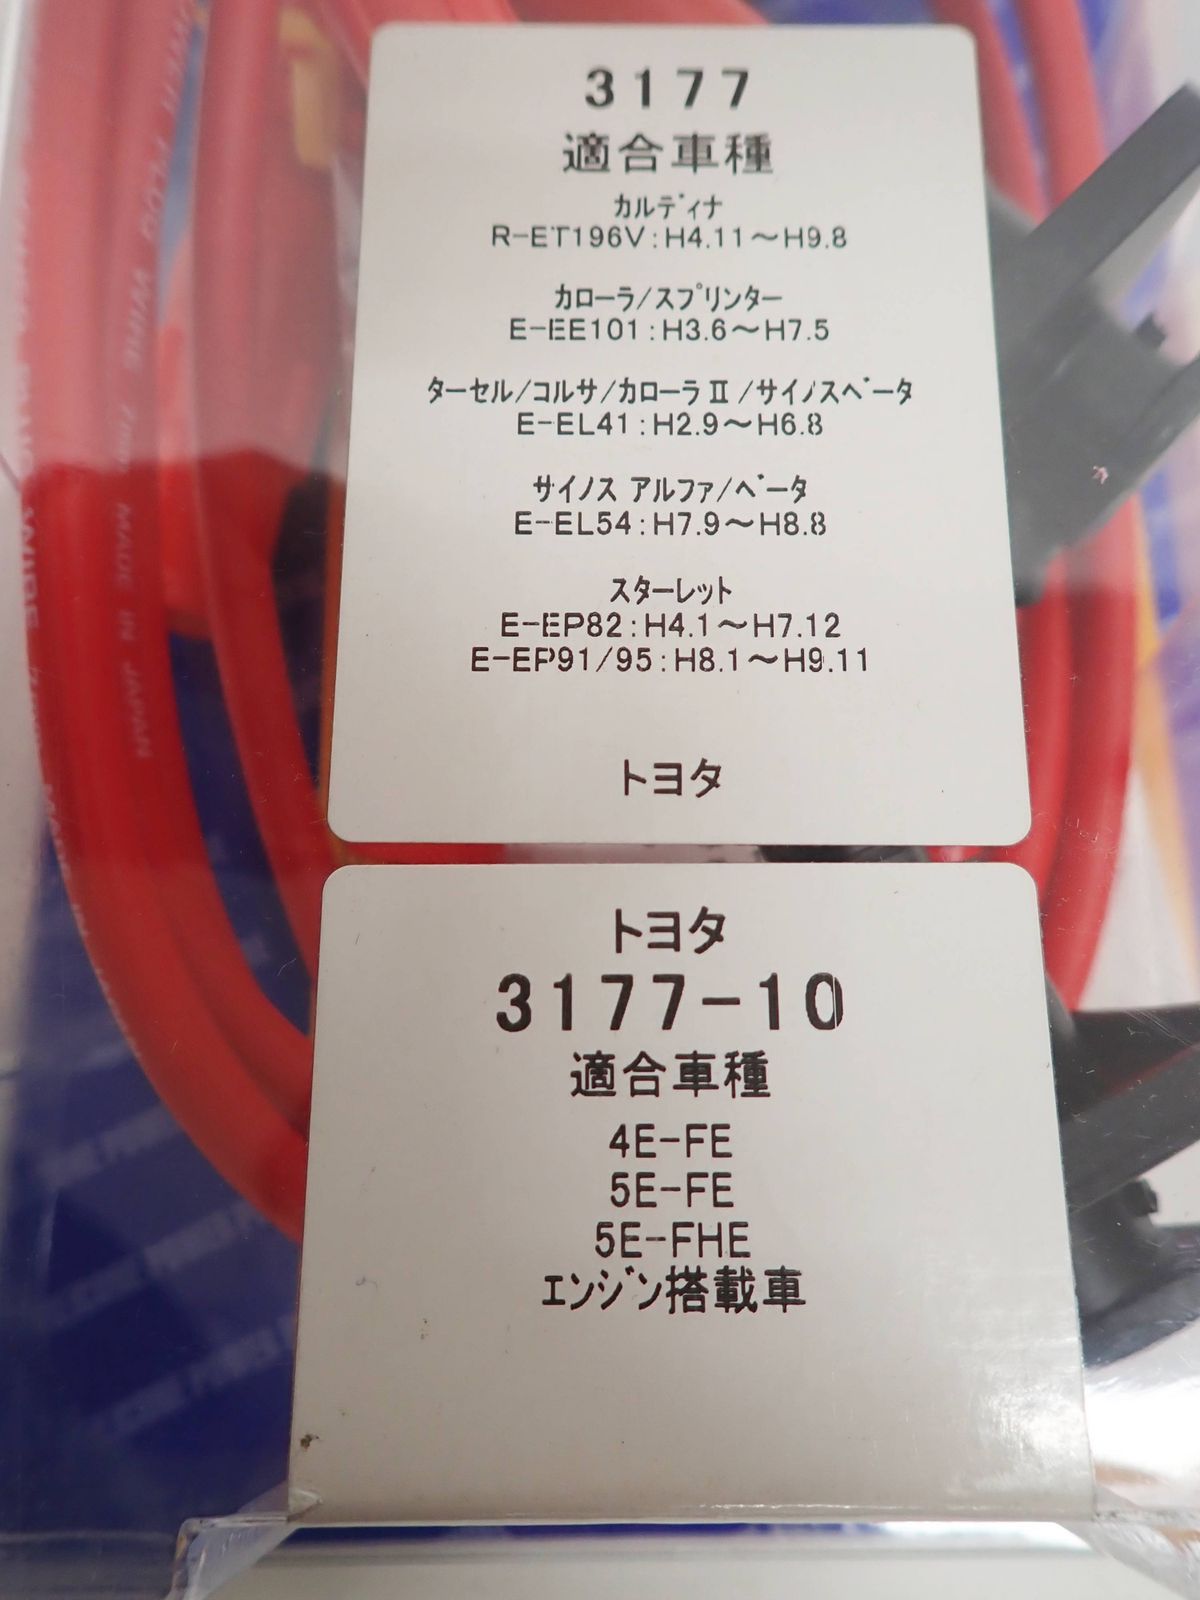 3177
適合車種
カルディナ
R-ET196V:H4.11～H9.8
カローラ/スプリンター
E-EE101:H3.6～H7.5
ターセル/コルサ/カローラⅡ/サイノスベータ
E-EL41:H2.9～H6.8
サイノス アルファ/ベータ
E-EL54:H7.9～H8.8
スターレット
E-EP82:H4.1～H7.12
E-EP91/95:H8.1～H9.11
トヨタ
トヨタ
3177-10
適合車種
4E-FE
5E-FE
5E-FHE
エンジン搭載車
MADE IN JAPAN